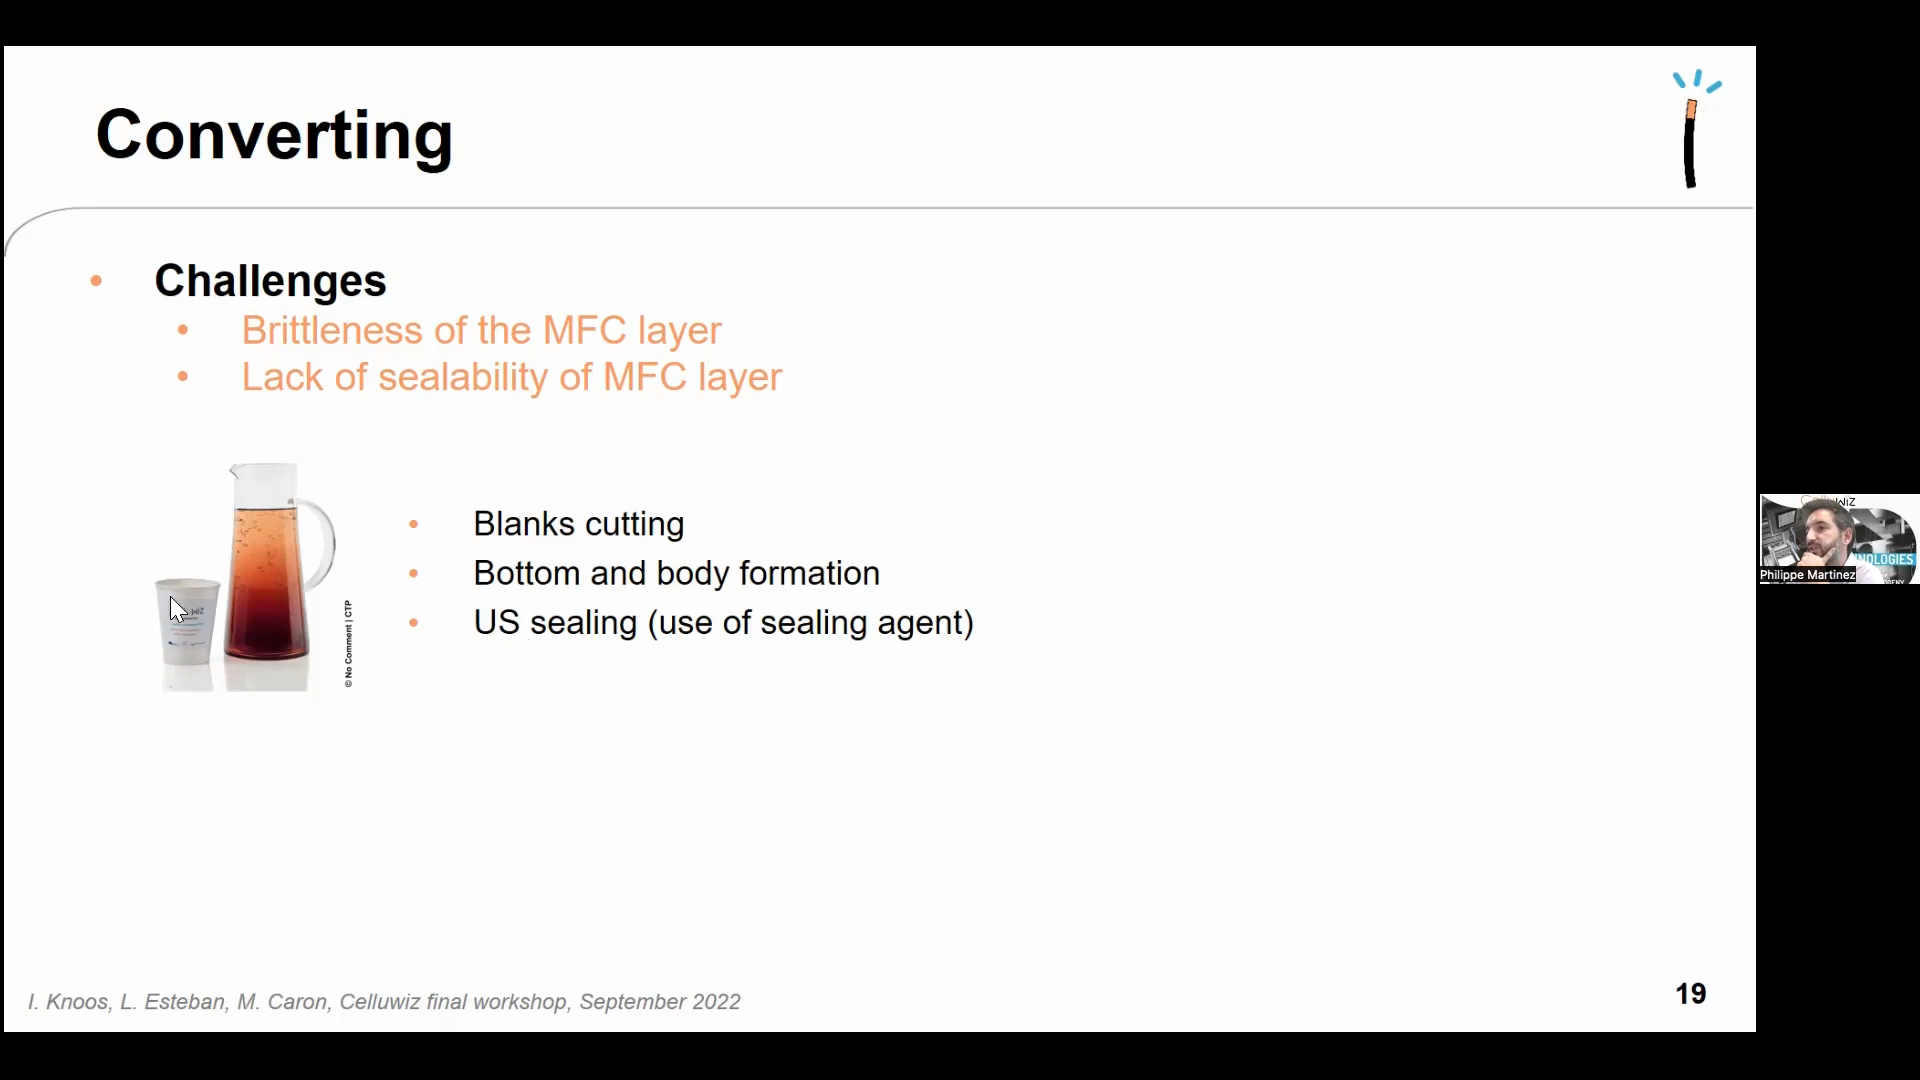 Converting
Challenges
Brittleness of the MFC layer
Lack of sealability of MFC layer
Blanks cutting
Bottom and body formation
US sealing (use of sealing agent)
© No Comment | CTP
I. Knoos, L. Esteban, M. Caron, Celluwiz final workshop, September 2022
19
NOLOGIES
Philippe Martinez